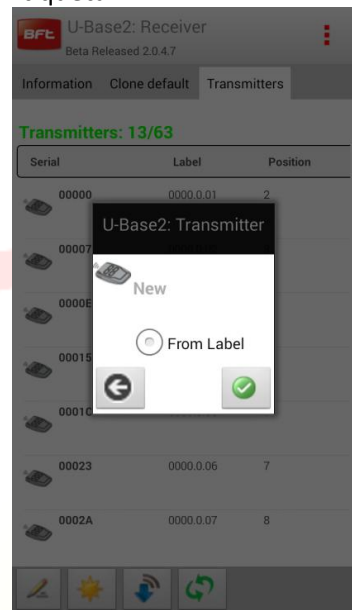 BFT U-Base2: Receiver
Beta Released 2.0.4.7
Information Clone default Transmitters
Transmitters: 13/63
Serial Label Position
00000 0000.0.01 2
00007
U-Base2: Transmitter
New
0000E
From Label
00015
0001C
00023 0000.0.06 7
0002A 0000.0.07 8